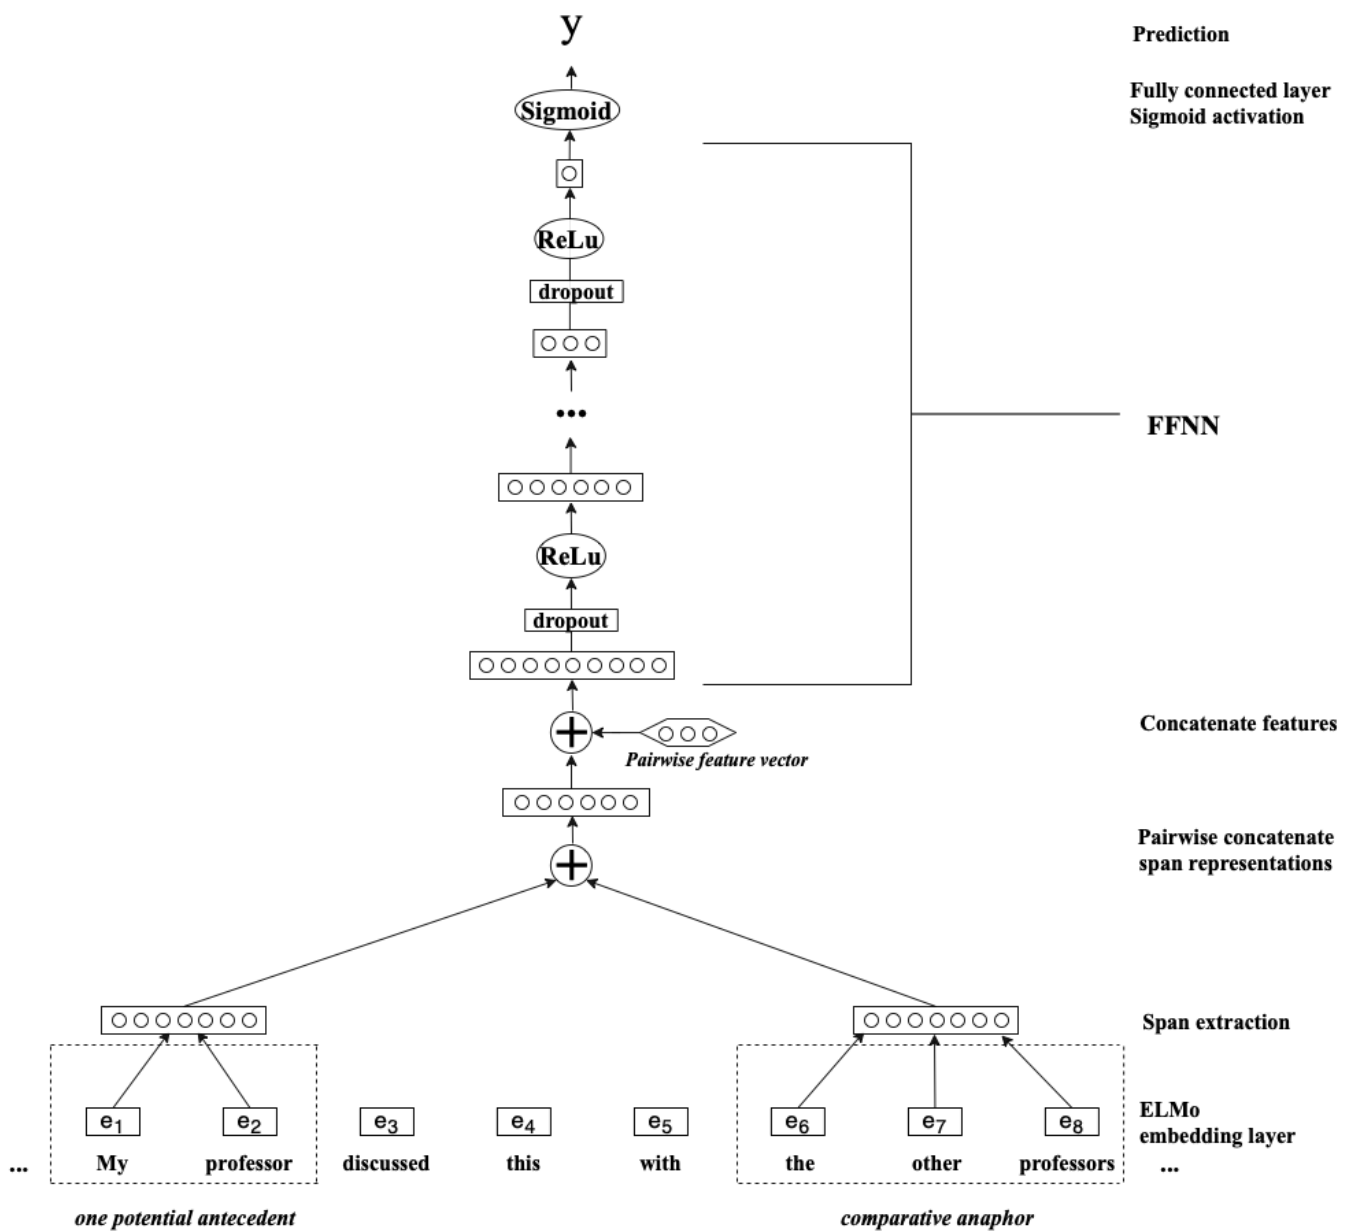 y
Prediction
Sigmoid
Fully connected layer
Sigmoid activation
ReLu
dropout
...
FFNN
ReLu
dropout
Concatenate features
Pairwise feature vector
Pairwise concatenate
span representations
Span extraction
e1 e2 e3 e4 e5 e6 e7 e8
ELMo
embedding layer
... My professor discussed this with the other professors ...
one potential antecedent
comparative anaphor